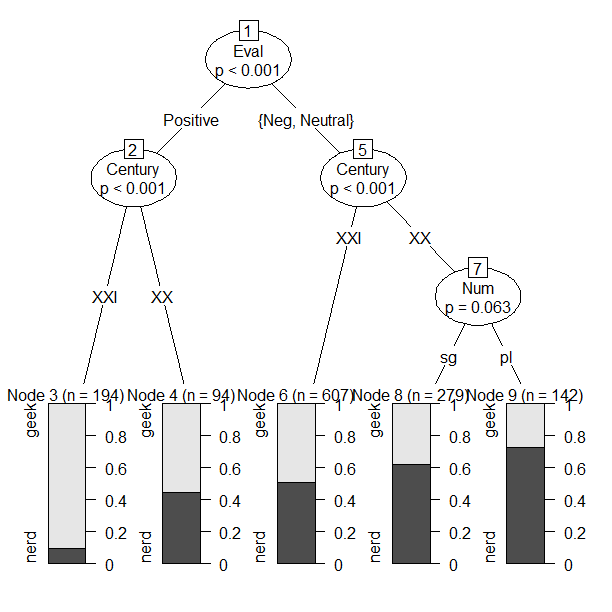 1
Eval
p < 0.001
Positive
{Neg, Neutral}
2
Century
p < 0.001
5
Century
p < 0.001
XXI
XX
XXI
XX
7
Num
p = 0.063
sg
pl
Node 3 (n = 194)
Node 4 (n = 94)
Node 6 (n = 607)
Node 8 (n = 279)
Node 9 (n = 142)
geek
nerd
1
0.8
0.6
0.4
0.2
0
geek
nerd
1
0.8
0.6
0.4
0.2
0
geek
nerd
1
0.8
0.6
0.4
0.2
0
geek
nerd
1
0.8
0.6
0.4
0.2
0
geek
nerd
1
0.8
0.6
0.4
0.2
0